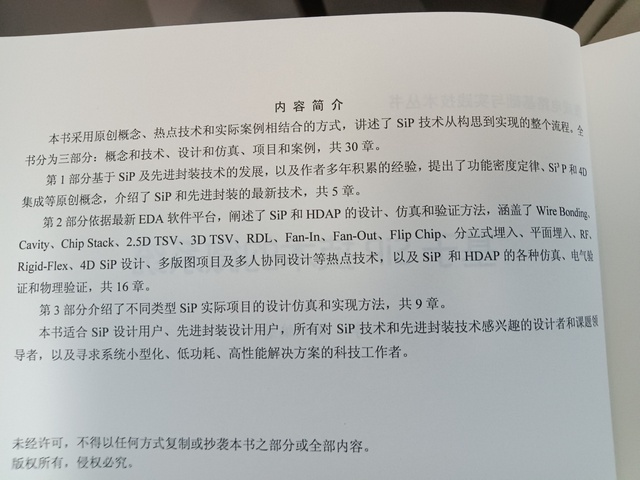 内 容 简 介
本书采用原创概念、热点技术和实际案例相结合的方式，讲述了 SiP 技术从构思到实现的整个流程。全
书分为三部分：概念和技术、设计和仿真、项目和案例，共 30 章。
第 1 部分基于 SiP 及先进封装技术的发展，以及作者多年积累的经验，提出了功能密度定律、Si³P 和 4D
集成等原创概念，介绍了 SiP 和先进封装的最新技术，共 5 章。
第 2 部分依据最新 EDA 软件平台，阐述了 SiP 和 HDAP 的设计、仿真和验证方法，涵盖了 Wire Bonding、
Cavity、Chip Stack、2.5D TSV、3D TSV、RDL、Fan-In、Fan-Out、Flip Chip、分立式埋入、平面埋入、RF、
Rigid-Flex、4D SiP 设计、多版图项目及多人协同设计等热点技术，以及 SiP 和 HDAP 的各种仿真、电气验
证和物理验证，共 16 章。
第 3 部分介绍了不同类型 SiP 实际项目的设计仿真和实现方法，共 9 章。
本书适合 SiP 设计用户、先进封装设计用户，所有对 SiP 技术和先进封装技术感兴趣的设计者和课题领
导者，以及寻求系统小型化、低功耗、高性能解决方案的科技工作者。
未经许可，不得以任何方式复制或抄袭本书之部分或全部内容。
版权所有，侵权必究。